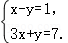 x-y=1,
3x+y=7.